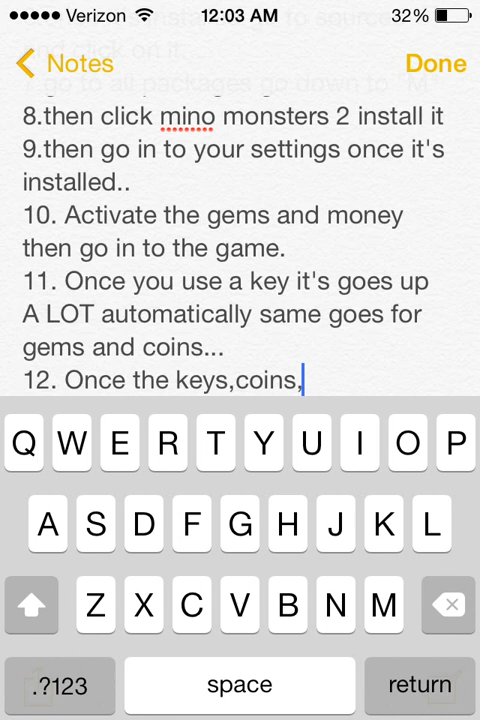 Verizon 12:03 AM 32%
Notes Done
8.then click mino monsters 2 install it
9.then go in to your settings once it's
installed..
10. Activate the gems and money
then go in to the game.
11. Once you use a key it's goes up
A LOT automatically same goes for
gems and coins...
12. Once the keys,coins,
Q W E R T Y U I O P
A S D F G H J K L
Z X C V B N M
.?123 space return